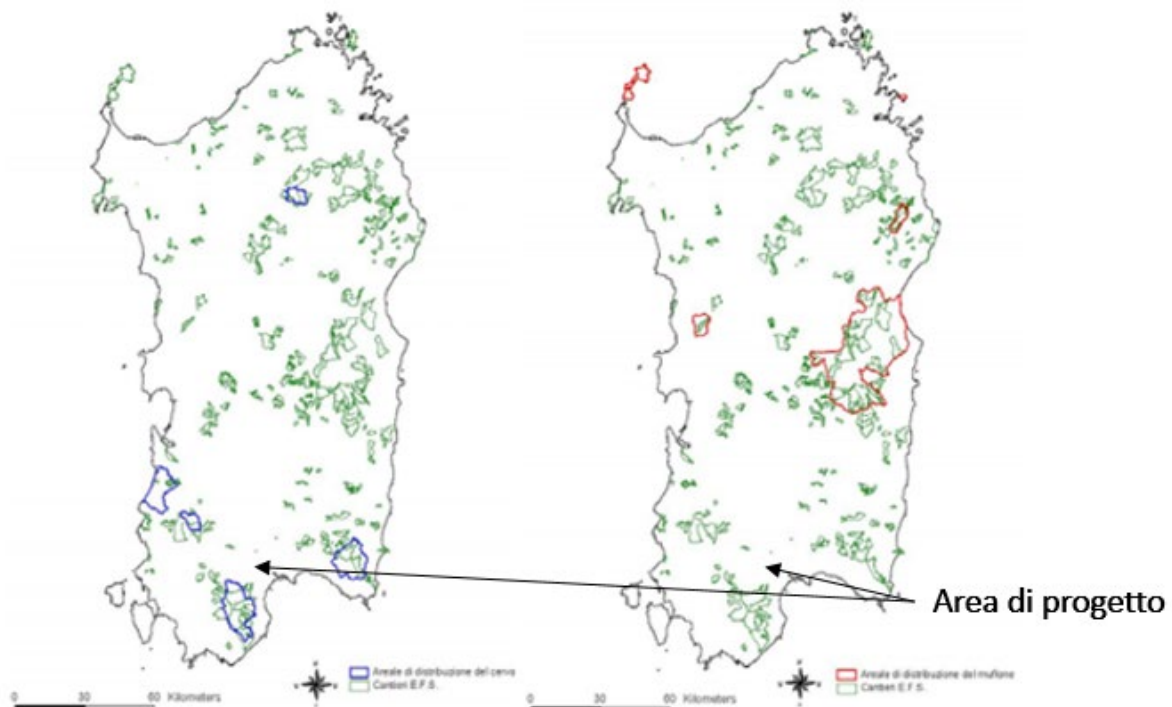 Area di progetto
Areale di distribuzione del cervo
Cantieri E.F.S.
0 30 60 Kilometers
Areale di distribuzione del muflone
Cantieri E.F.S.
0 30 60 Kilometers